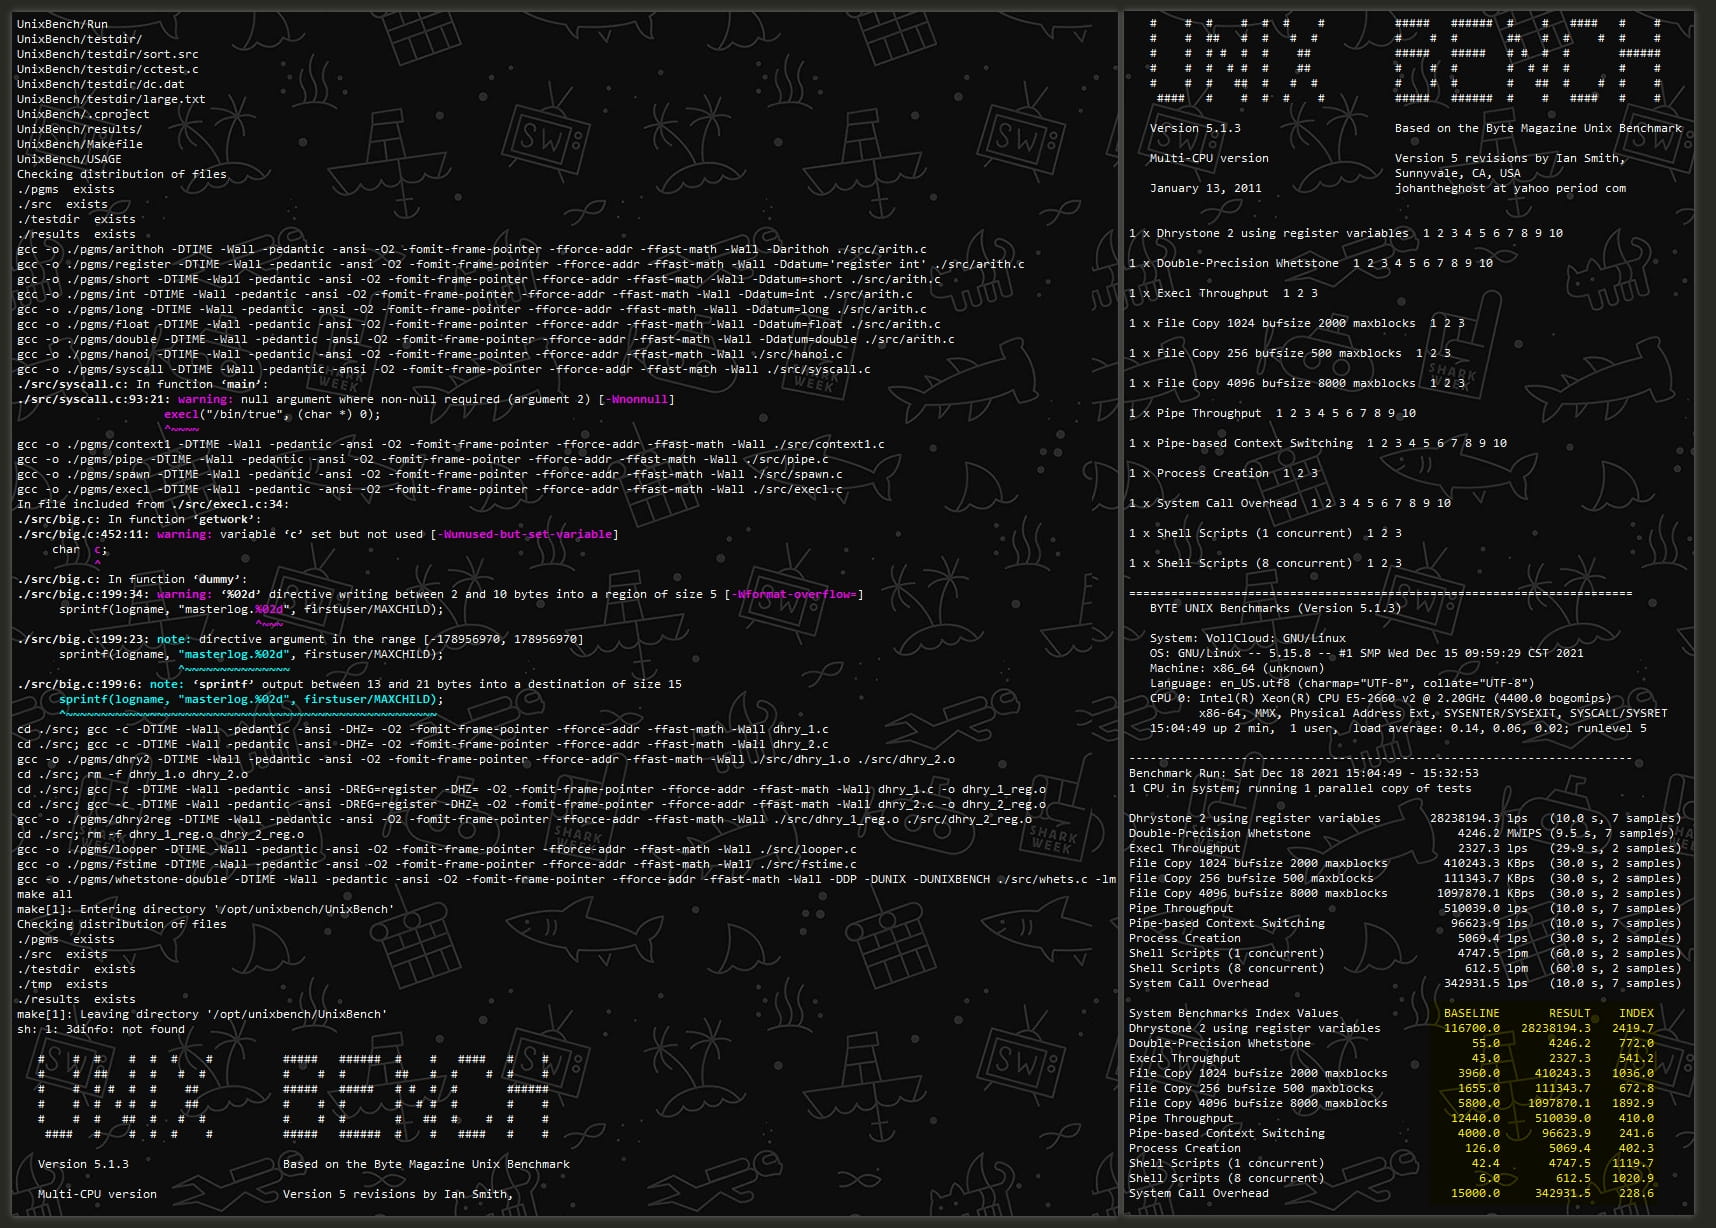 UnixBench/Run
UnixBench/testdir/
UnixBench/testdir/sort.src
UnixBench/testdir/cctest.c
UnixBench/testdir/dc.dat
UnixBench/testdir/large.txt
UnixBench/.cproject
UnixBench/results/
UnixBench/Makefile
UnixBench/USAGE
Checking distribution of files
./pgms  exists
./src  exists
./testdir  exists
./results  exists
gcc -o ./pgms/arithoh -DTIME -Wall -pedantic -ansi -O2 -fomit-frame-pointer -fforce-addr -ffast-math -Wall -Darithoh ./src/arith.c
gcc -o ./pgms/register -DTIME -Wall -pedantic -ansi -O2 -fomit-frame-pointer -fforce-addr -ffast-math -Wall -Ddatum='register int' ./src/arith.c
gcc -o ./pgms/short -DTIME -Wall -pedantic -ansi -O2 -fomit-frame-pointer -fforce-addr -ffast-math -Wall -Ddatum=short ./src/arith.c
gcc -o ./pgms/int -DTIME -Wall -pedantic -ansi -O2 -fomit-frame-pointer -fforce-addr -ffast-math -Wall -Ddatum=int ./src/arith.c
gcc -o ./pgms/long -DTIME -Wall -pedantic -ansi -O2 -fomit-frame-pointer -fforce-addr -ffast-math -Wall -Ddatum=long ./src/arith.c
gcc -o ./pgms/float -DTIME -Wall -pedantic -ansi -O2 -fomit-frame-pointer -fforce-addr -ffast-math -Wall -Ddatum=float ./src/arith.c
gcc -o ./pgms/double -DTIME -Wall -pedantic -ansi -O2 -fomit-frame-pointer -fforce-addr -ffast-math -Wall -Ddatum=double ./src/arith.c
gcc -o ./pgms/hanoi -DTIME -Wall -pedantic -ansi -O2 -fomit-frame-pointer -fforce-addr -ffast-math -Wall ./src/hanoi.c
gcc -o ./pgms/syscall -DTIME -Wall -pedantic -ansi -O2 -fomit-frame-pointer -fforce-addr -ffast-math -Wall ./src/syscall.c
./src/syscall.c: In function ‘main’:
./src/syscall.c:93:21: warning: null argument where non-null required (argument 2) [-Wnonnull]
execl("/bin/true", (char *) 0);
^~~~~
gcc -o ./pgms/context1 -DTIME -Wall -pedantic -ansi -O2 -fomit-frame-pointer -fforce-addr -ffast-math -Wall ./src/context1.c
gcc -o ./pgms/pipe -DTIME -Wall -pedantic -ansi -O2 -fomit-frame-pointer -fforce-addr -ffast-math -Wall ./src/pipe.c
gcc -o ./pgms/spawn -DTIME -Wall -pedantic -ansi -O2 -fomit-frame-pointer -fforce-addr -ffast-math -Wall ./src/spawn.c
gcc -o ./pgms/execl -DTIME -Wall -pedantic -ansi -O2 -fomit-frame-pointer -fforce-addr -ffast-math -Wall ./src/execl.c
In file included from ./src/execl.c:34:
./src/big.c: In function ‘getwork’:
./src/big.c:452:11: warning: variable ‘c’ set but not used [-Wunused-but-set-variable]
char  c;
^
./src/big.c: In function ‘dummy’:
./src/big.c:199:34: warning: ‘%02d’ directive writing between 2 and 10 bytes into a region of size 5 [-Wformat-overflow=]
sprintf(logname, "masterlog.%02d", firstuser/MAXCHILD);
^~~~
./src/big.c:199:23: note: directive argument in the range [-178956970, 178956970]
sprintf(logname, "masterlog.%02d", firstuser/MAXCHILD);
^~~~~~~~~~~~~~~~
./src/big.c:199:6: note: ‘sprintf’ output between 13 and 21 bytes into a destination of size 15
sprintf(logname, "masterlog.%02d", firstuser/MAXCHILD);
^~~~~~~~~~~~~~~~~~~~~~~~~~~~~~~~~~~~~~~~~~~~~~~~~~~~~~
cd ./src; gcc -c -DTIME -Wall -pedantic -ansi -DHZ= -O2 -fomit-frame-pointer -fforce-addr -ffast-math -Wall dhry_1.c
cd ./src; gcc -c -DTIME -Wall -pedantic -ansi -DHZ= -O2 -fomit-frame-pointer -fforce-addr -ffast-math -Wall dhry_2.c
gcc -o ./pgms/dhry2 -DTIME -Wall -pedantic -ansi -O2 -fomit-frame-pointer -fforce-addr -ffast-math -Wall ./src/dhry_1.o ./src/dhry_2.o
cd ./src; rm -f dhry_1.o dhry_2.o
cd ./src; gcc -c -DTIME -Wall -pedantic -ansi -DREG=register -DHZ= -O2 -fomit-frame-pointer -fforce-addr -ffast-math -Wall dhry_1.c -o dhry_1_reg.o
cd ./src; gcc -c -DTIME -Wall -pedantic -ansi -DREG=register -DHZ= -O2 -fomit-frame-pointer -fforce-addr -ffast-math -Wall dhry_2.c -o dhry_2_reg.o
gcc -o ./pgms/dhry2reg -DTIME -Wall -pedantic -ansi -O2 -fomit-frame-pointer -fforce-addr -ffast-math -Wall ./src/dhry_1_reg.o ./src/dhry_2_reg.o
cd ./src; rm -f dhry_1_reg.o dhry_2_reg.o
gcc -o ./pgms/looper -DTIME -Wall -pedantic -ansi -O2 -fomit-frame-pointer -fforce-addr -ffast-math -Wall ./src/looper.c
gcc -o ./pgms/fstime -DTIME -Wall -pedantic -ansi -O2 -fomit-frame-pointer -fforce-addr -ffast-math -Wall ./src/fstime.c
gcc -o ./pgms/whetstone-double -DTIME -Wall -pedantic -ansi -O2 -fomit-frame-pointer -fforce-addr -ffast-math -Wall -DDP -DUNIX -DUNIXBENCH ./src/whets.c -lm
make all
make[1]: Entering directory '/opt/unixbench/UnixBench'
Checking distribution of files
./pgms  exists
./src  exists
./testdir  exists
./tmp  exists
./results  exists
make[1]: Leaving directory '/opt/unixbench/UnixBench'
sh: 1: 3dinfo: not found
UNIX BENCH
Version 5.1.3 Based on the Byte Magazine Unix Benchmark
Multi-CPU version Version 5 revisions by Ian Smith,
UNIX BENCH
Version 5.1.3 Based on the Byte Magazine Unix Benchmark
Multi-CPU version Version 5 revisions by Ian Smith,
Sunnyvale, CA, USA
January 13, 2011 johantheghost at yahoo period com
1 x Dhrystone 2 using register variables  1 2 3 4 5 6 7 8 9 10
1 x Double-Precision Whetstone  1 2 3 4 5 6 7 8 9 10
1 x Execl Throughput  1 2 3
1 x File Copy 1024 bufsize 2000 maxblocks  1 2 3
1 x File Copy 256 bufsize 500 maxblocks  1 2 3
1 x File Copy 4096 bufsize 8000 maxblocks  1 2 3
1 x Pipe Throughput  1 2 3 4 5 6 7 8 9 10
1 x Pipe-based Context Switching  1 2 3 4 5 6 7 8 9 10
1 x Process Creation  1 2 3
1 x System Call Overhead  1 2 3 4 5 6 7 8 9 10
1 x Shell Scripts (1 concurrent)  1 2 3
1 x Shell Scripts (8 concurrent)  1 2 3
========================================================================
BYTE UNIX Benchmarks (Version 5.1.3)
System: VollCloud: GNU/Linux
OS: GNU/Linux -- 5.15.8 -- #1 SMP Wed Dec 15 09:59:29 CST 2021
Machine: x86_64 (unknown)
Language: en_US.utf8 (charmap="UTF-8", collate="UTF-8")
CPU 0: Intel(R) Xeon(R) CPU E5-2660 v2 @ 2.20GHz (4400.0 bogomips)
x86-64, MMX, Physical Address Ext, SYSENTER/SYSEXIT, SYSCALL/SYSRET
15:04:49 up 2 min,  1 user,  load average: 0.14, 0.06, 0.02; runlevel 5
------------------------------------------------------------------------
Benchmark Run: Sat Dec 18 2021 15:04:49 - 15:32:53
1 CPU in system; running 1 parallel copy of tests
Dhrystone 2 using register variables 28238194.3 lps (10.0 s, 7 samples)
Double-Precision Whetstone 4246.2 MWIPS (9.5 s, 7 samples)
Execl Throughput 2327.3 lps (29.9 s, 2 samples)
File Copy 1024 bufsize 2000 maxblocks 410243.3 KBps (30.0 s, 2 samples)
File Copy 256 bufsize 500 maxblocks 111343.7 KBps (30.0 s, 2 samples)
File Copy 4096 bufsize 8000 maxblocks 1097870.1 KBps (30.0 s, 2 samples)
Pipe Throughput 510039.0 lps (10.0 s, 7 samples)
Pipe-based Context Switching 96623.9 lps (10.0 s, 7 samples)
Process Creation 5069.4 lps (30.0 s, 2 samples)
Shell Scripts (1 concurrent) 4747.5 lpm (60.0 s, 2 samples)
Shell Scripts (8 concurrent) 612.5 lpm (60.0 s, 2 samples)
System Call Overhead 342931.5 lps (10.0 s, 7 samples)
System Benchmarks Index Values BASELINE RESULT INDEX
Dhrystone 2 using register variables 116700.0 28238194.3 2419.7
Double-Precision Whetstone 55.0 4246.2 772.0
Execl Throughput 43.0 2327.3 541.2
File Copy 1024 bufsize 2000 maxblocks 3960.0 410243.3 1036.0
File Copy 256 bufsize 500 maxblocks 1655.0 111343.7 672.8
File Copy 4096 bufsize 8000 maxblocks 5800.0 1097870.1 1892.9
Pipe Throughput 12440.0 510039.0 410.0
Pipe-based Context Switching 4000.0 96623.9 241.6
Process Creation 126.0 5069.4 402.3
Shell Scripts (1 concurrent) 42.4 4747.5 1119.7
Shell Scripts (8 concurrent) 6.0 612.5 1020.9
System Call Overhead 15000.0 342931.5 228.6